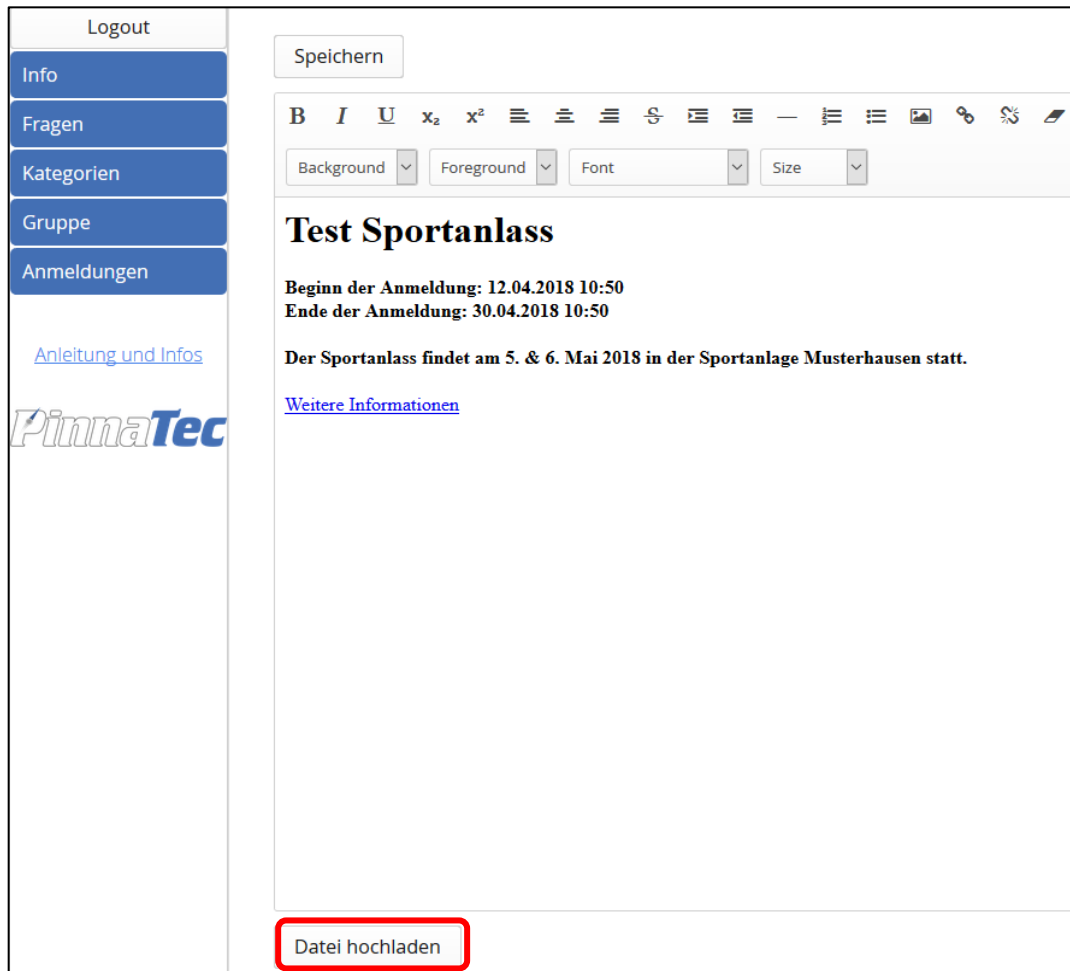 Logout
Info
Fragen
Kategorien
Gruppe
Anmeldungen
Anleitung und Infos
PinnaTec
Speichern
B I U x₂ x² S
Background Foreground Font Size
Test Sportanlass
Beginn der Anmeldung: 12.04.2018 10:50
Ende der Anmeldung: 30.04.2018 10:50
Der Sportanlass findet am 5. & 6. Mai 2018 in der Sportanlage Musterhausen statt.
Weitere Informationen
Datei hochladen